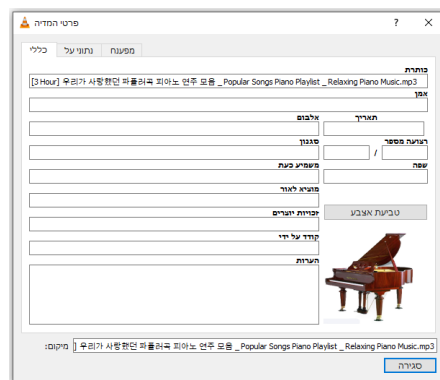 פרטי המדיה
כללי נתוני על מפענח
כותרת
[3 Hour] 우리가 사랑했던 파퓰러곡 피아노 연주 모음 _ Popular Songs Piano Playlist _ Relaxing Piano Music.mp3
אמן
אלבום תאריך
סגנון רצועה מספר
/
משמיע כעת שפה
מוציא לאור
זכויות יוצרים
טביעת אצבע
קודד על ידי
הערות
מיקום: ] 우리가 사랑했던 파퓰러곡 피아노 연주 모음 _ Popular Songs Piano Playlist _ Relaxing Piano Music.mp3
סגירה